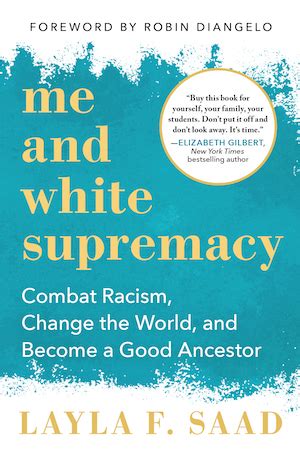 FOREWORD BY ROBIN DIANGELO
me
and
white
supremacy
"Buy this book for
yourself, your family, your
students. Don't put it off and
don't look away. It's time."
—ELIZABETH GILBERT,
New York Times
bestselling author
Combat Racism,
Change the World, and
Become a Good Ancestor
LAYLA F. SAAD